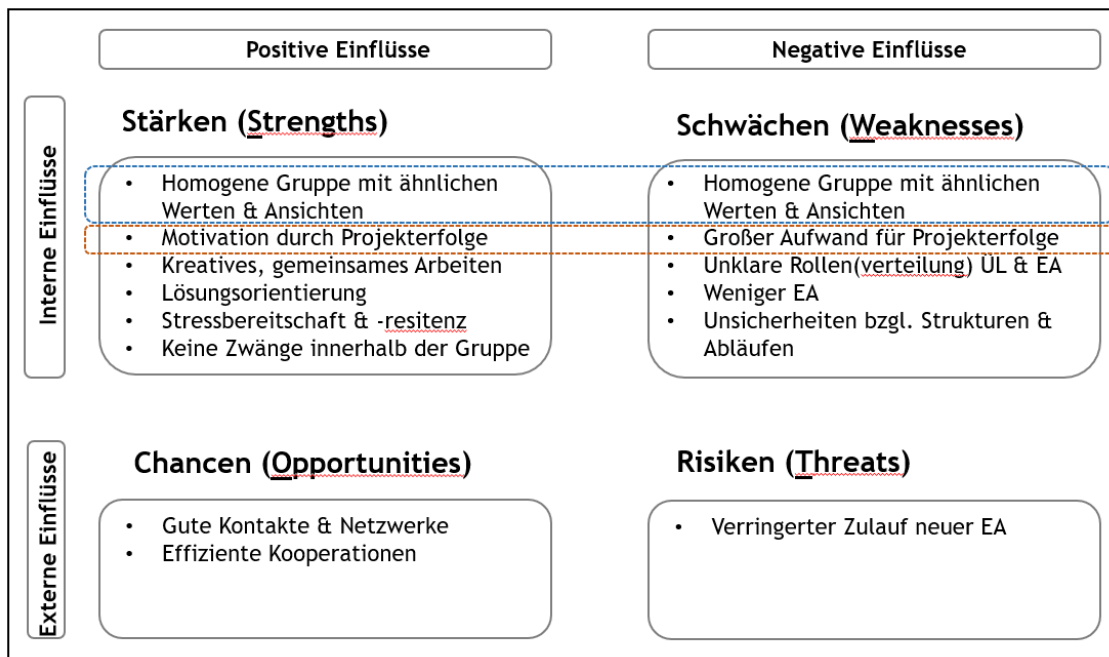 Positive Einflüsse
Negative Einflüsse
Interne Einflüsse
Stärken (Strengths)
• Homogene Gruppe mit ähnlichen
Werten & Ansichten
• Motivation durch Projekterfolge
• Kreatives, gemeinsames Arbeiten
• Lösungsorientierung
• Stressbereitschaft & -resitenz
• Keine Zwänge innerhalb der Gruppe
Schwächen (Weaknesses)
• Homogene Gruppe mit ähnlichen
Werten & Ansichten
• Großer Aufwand für Projekterfolge
• Unklare Rollen(verteilung) ÜL & EA
• Weniger EA
• Unsicherheiten bzgl. Strukturen &
Abläufen
Externe Einflüsse
Chancen (Opportunities)
• Gute Kontakte & Netzwerke
• Effiziente Kooperationen
Risiken (Threats)
• Verringerter Zulauf neuer EA